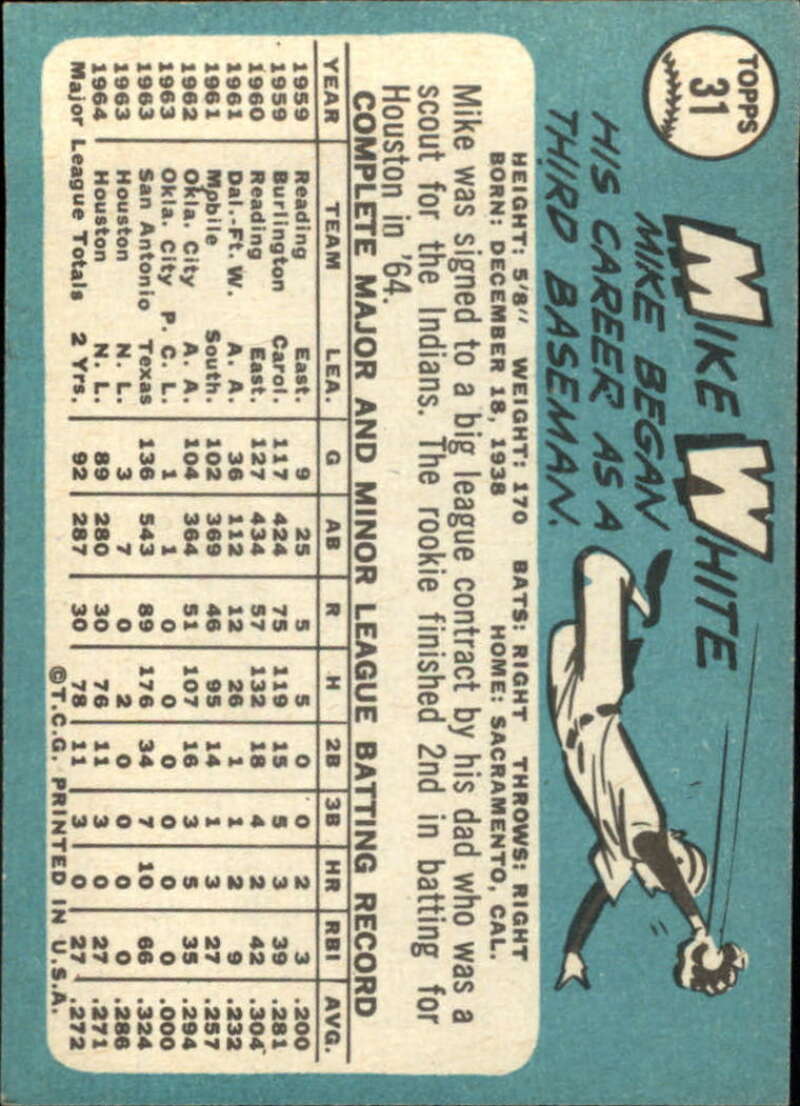 TOPPS
31
MIKE WHITE
MIKE BEGAN
HIS CAREER AS A
THIRD BASEMAN.
HEIGHT: 5'8" WEIGHT: 170 BATS: RIGHT THROWS: RIGHT
BORN: DECEMBER 18, 1938 HOME: SACRAMENTO, CAL.
Mike was signed to a big league contract by his dad who was a
scout for the Indians. The rookie finished 2nd in batting for
Houston in '64.
COMPLETE MAJOR AND MINOR LEAGUE BATTING RECORD
YEAR TEAM LEA. G AB R H 2B 3B HR RBI AVG.
1959 Reading East. 9 25 5 5 0 0 2 3 .200
1959 Burlington Carol. 117 424 75 119 15 5 3 39 .281
1960 Reading East. 127 434 57 132 18 4 2 42 .304
1961 Dal.-Ft. W. A. A. 36 112 12 26 1 1 2 9 .232
1961 Mobile South. 102 369 46 95 14 1 3 27 .257
1962 Okla. City A. A. 104 364 51 107 16 3 5 35 .294
1963 Okla. City P. C. L. 1 1 0 0 0 0 0 0 .000
1963 San Antonio Texas 136 543 89 176 34 7 10 66 .324
1963 Houston N. L. 3 7 0 2 0 0 0 0 .286
1964 Houston N. L. 89 280 30 76 11 3 0 27 .271
Major League Totals 2 Yrs. 92 287 30 78 11 3 0 27 .272
©T.C.G. PRINTED IN U.S.A.